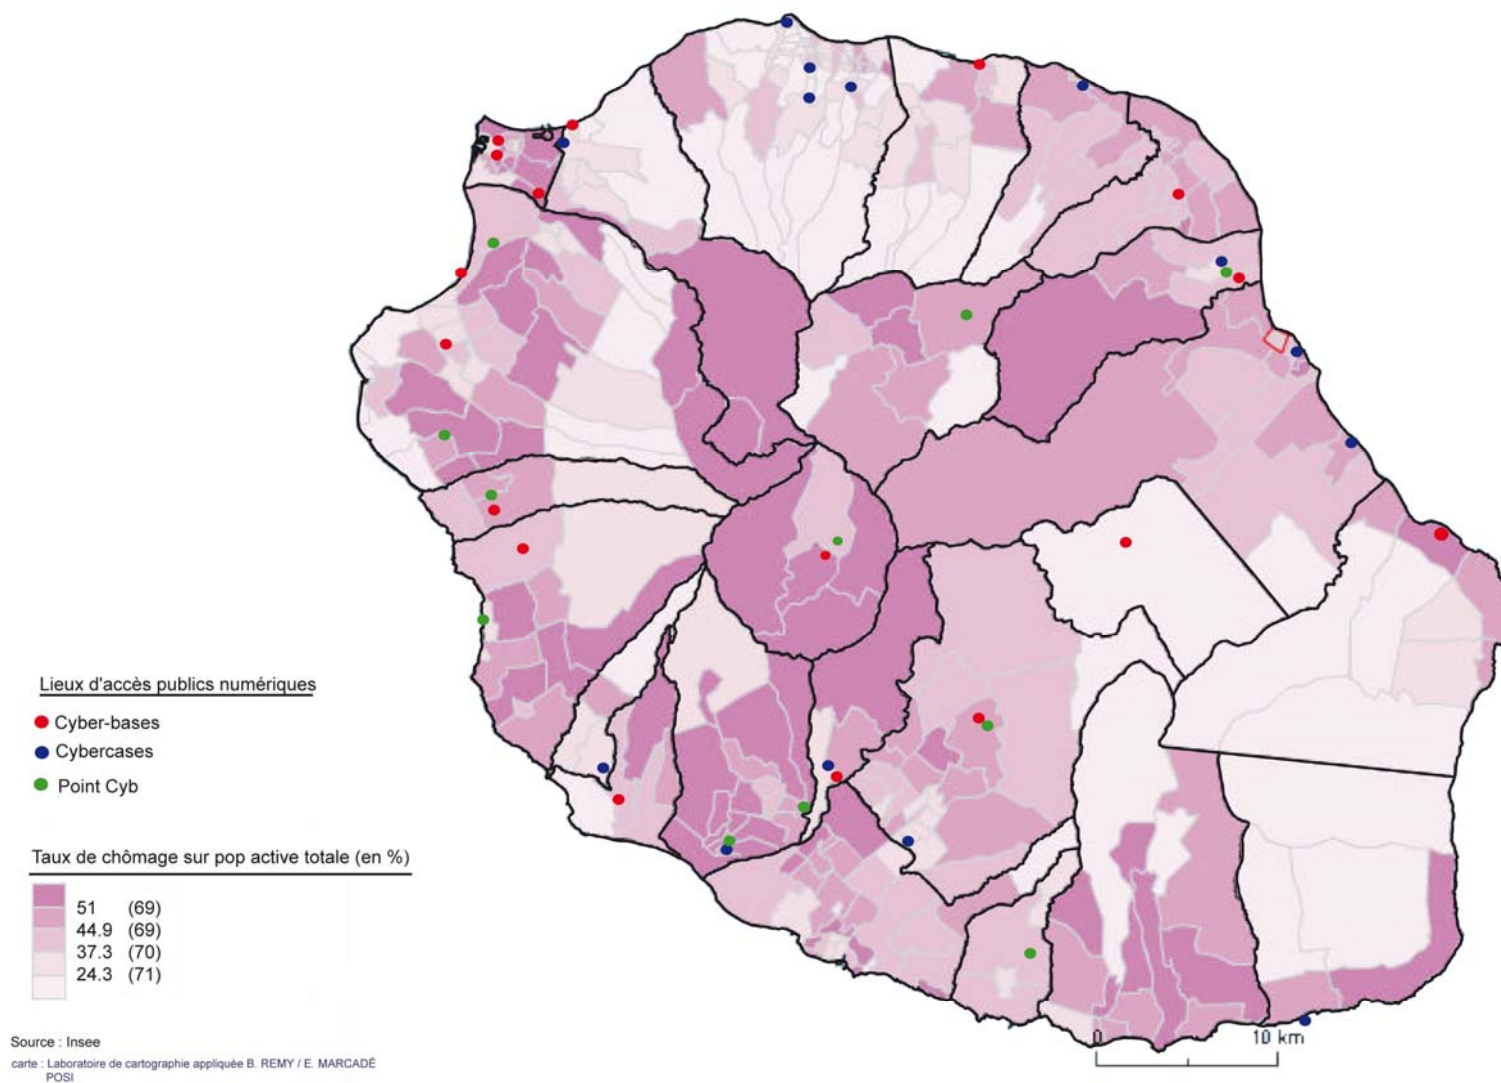 Lieux d'accès publics numériques
Cyber-bases
Cybercases
Point Cyb
Taux de chômage sur pop active totale (en %)
51 (69)
44.9 (69)
37.3 (70)
24.3 (71)
Source : Insee
carte : Laboratoire de cartographie appliquée B. REMY / E. MARCADÉ
POSI
0 10 km